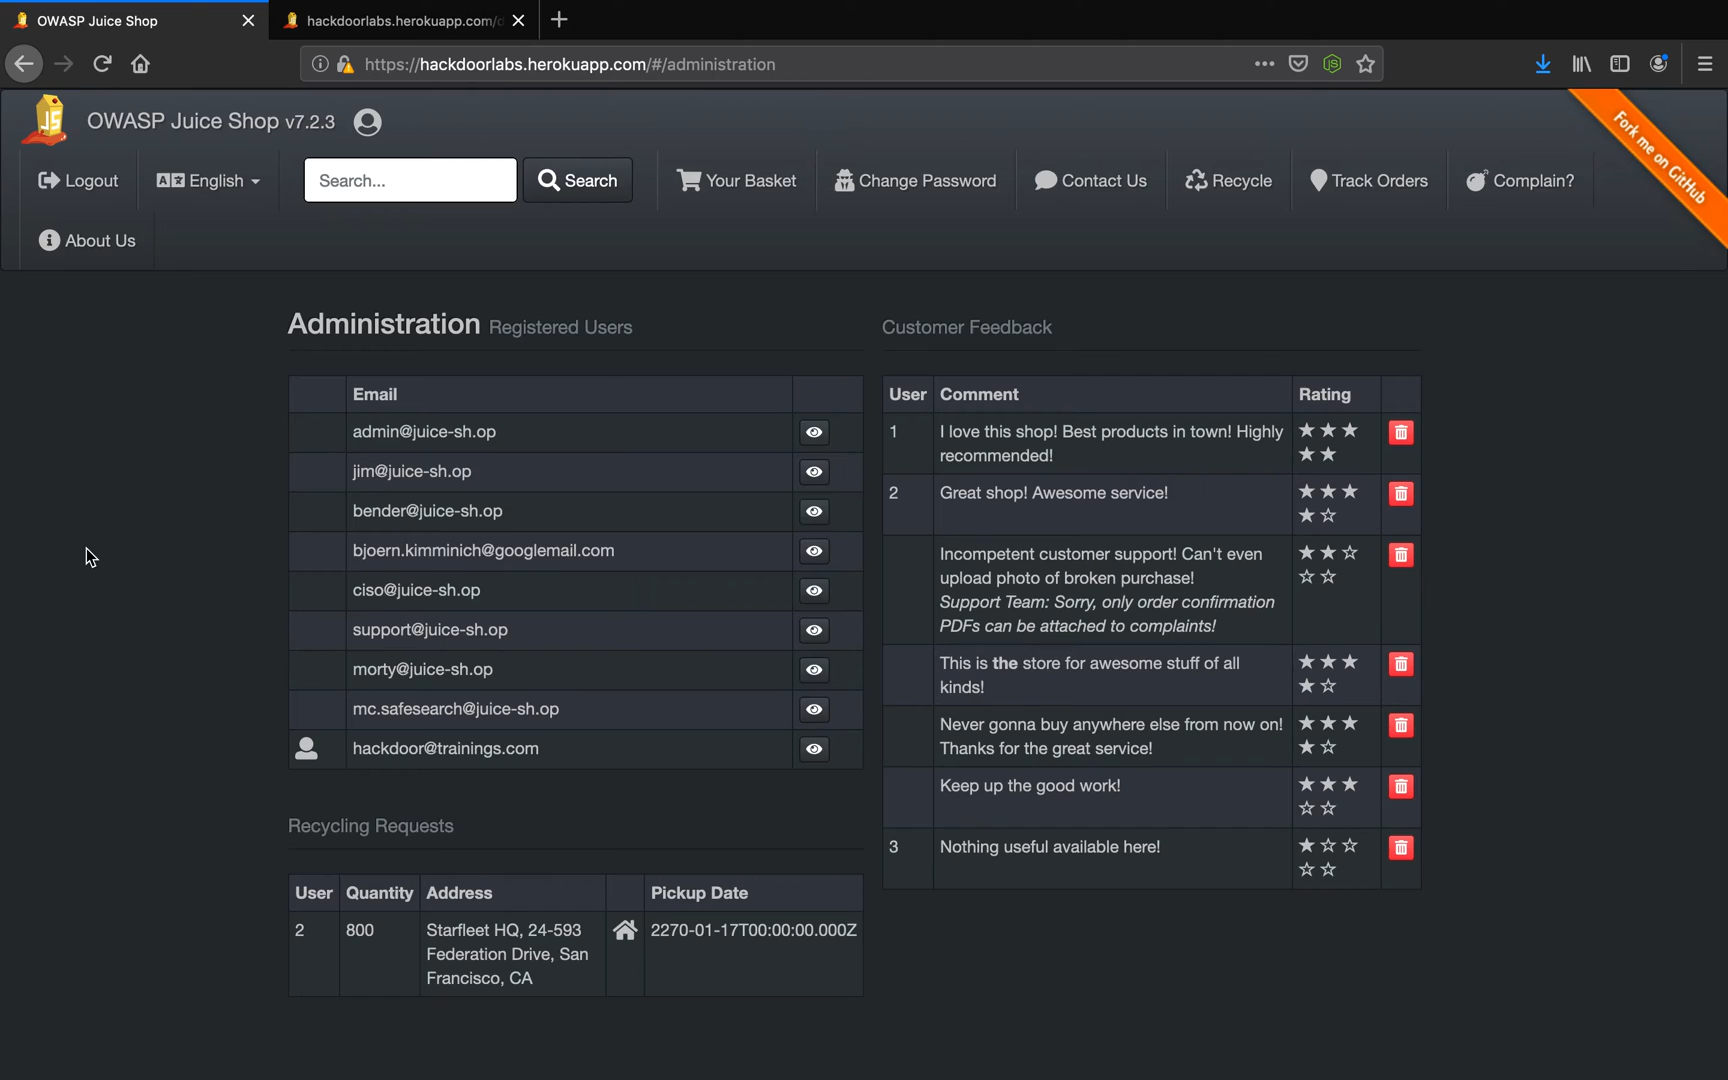 OWASP Juice Shop
hackdoorlabs.herokuapp.com/
https://hackdoorlabs.herokuapp.com/#/administration
OWASP Juice Shop v7.2.3
Fork me on GitHub
Logout
English
Search...
Search
Your Basket
Change Password
Contact Us
Recycle
Track Orders
Complain?
About Us
Administration Registered Users
Email
admin@juice-sh.op
jim@juice-sh.op
bender@juice-sh.op
bjoern.kimminich@googlemail.com
ciso@juice-sh.op
support@juice-sh.op
morty@juice-sh.op
mc.safesearch@juice-sh.op
hackdoor@trainings.com
Recycling Requests
User Quantity Address Pickup Date
2 800 Starfleet HQ, 24-593 2270-01-17T00:00:00.000Z
Federation Drive, San
Francisco, CA
Customer Feedback
User Comment Rating
1 I love this shop! Best products in town! Highly
recommended!
2 Great shop! Awesome service!
Incompetent customer support! Can't even
upload photo of broken purchase!
Support Team: Sorry, only order confirmation
PDFs can be attached to complaints!
This is the store for awesome stuff of all
kinds!
Never gonna buy anywhere else from now on!
Thanks for the great service!
Keep up the good work!
3 Nothing useful available here!